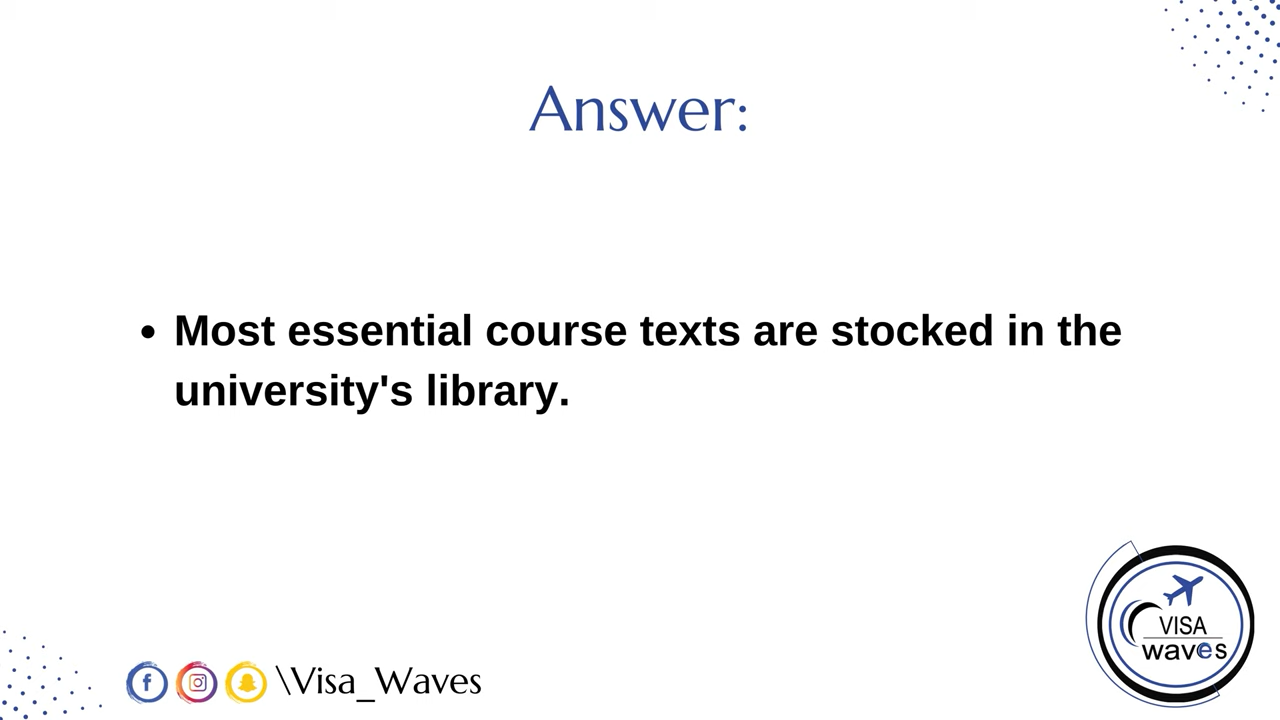 Answer:
• Most essential course texts are stocked in the
university's library.
VISA
waves
\Visa_Waves